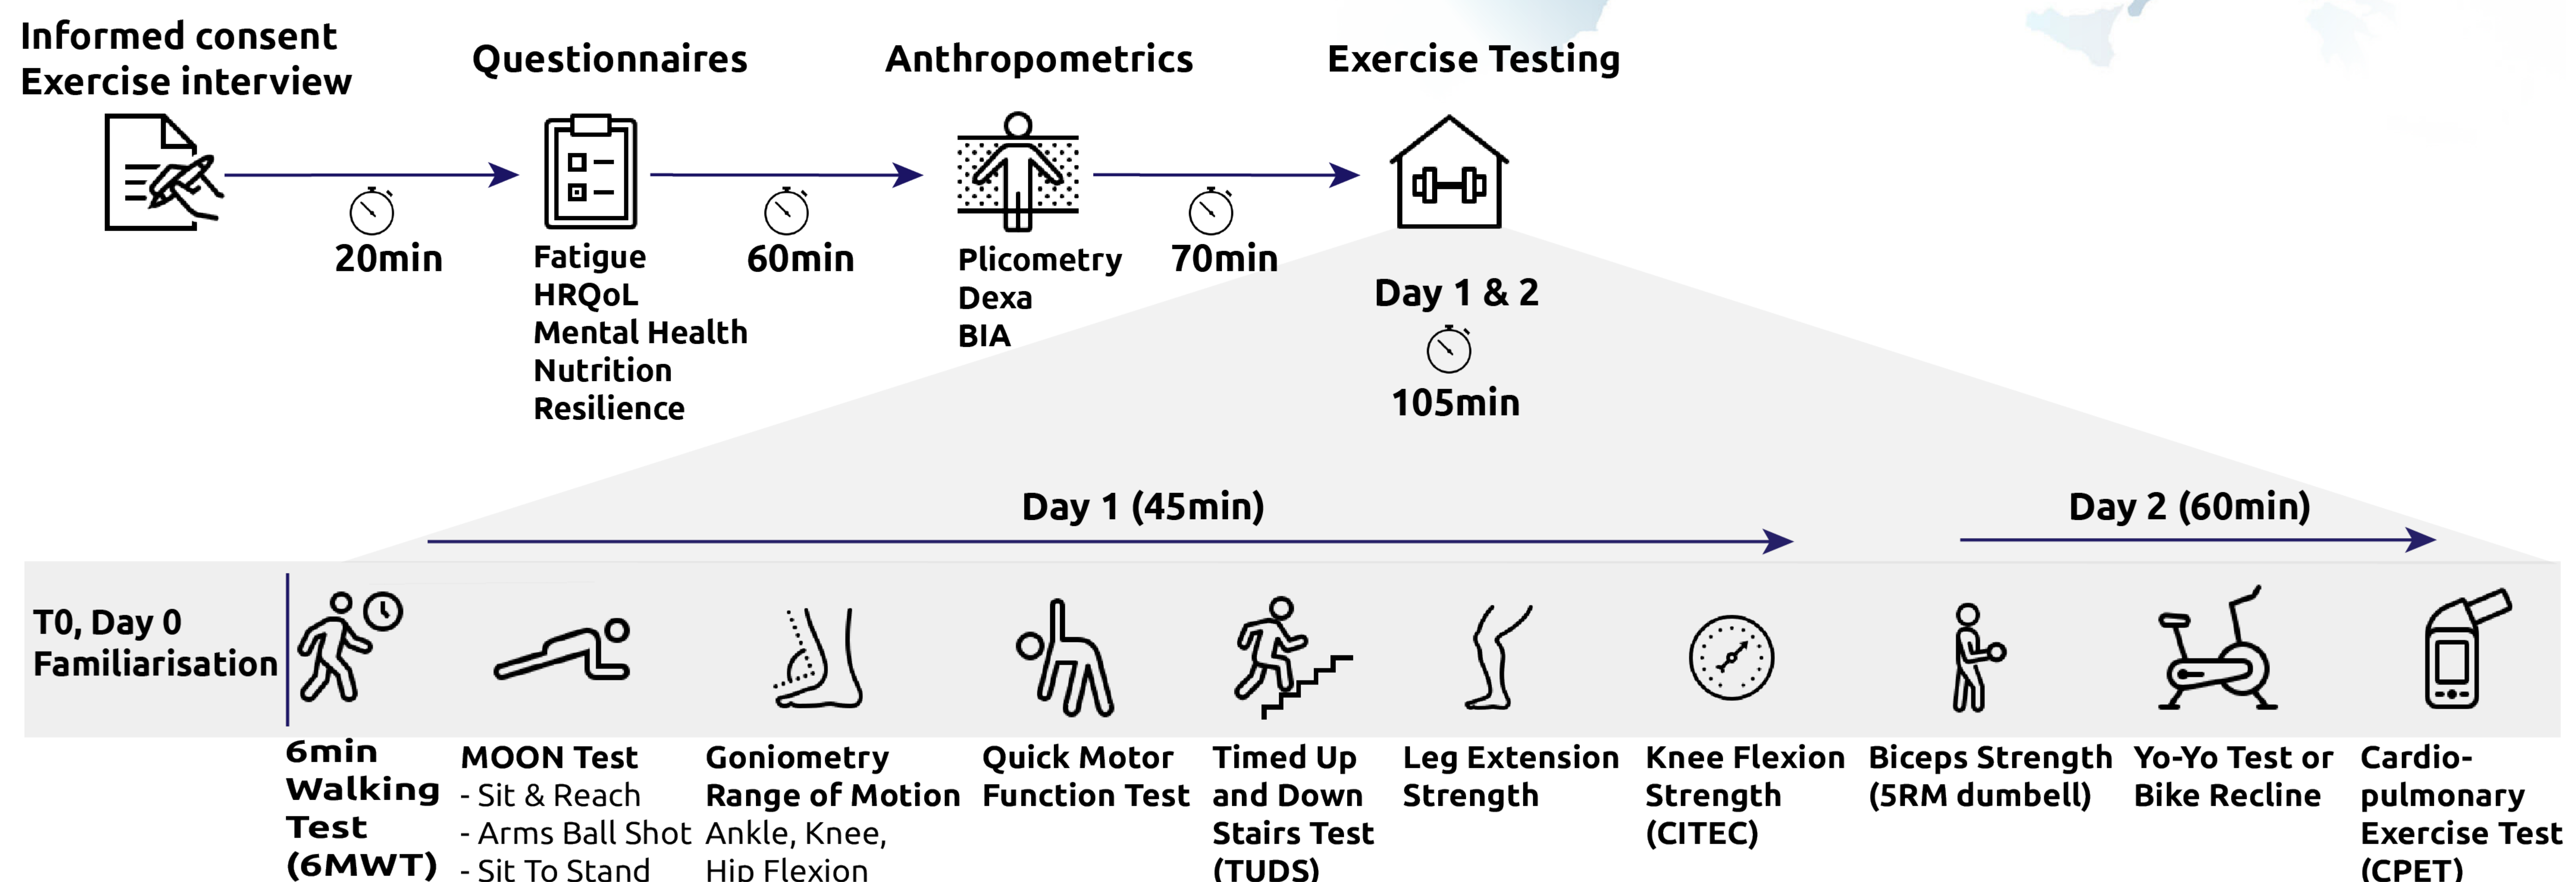 Informed consent
Exercise interview
Questionnaires
Anthropometrics
Exercise Testing
20min
60min
70min
Fatigue
HRQoL
Mental Health
Nutrition
Resilience
Plicometry
Dexa
BIA
Day 1 & 2
105min
Day 1 (45min)
Day 2 (60min)
T0, Day 0
Familiarisation
6min
Walking
Test
(6MWT)
MOON Test
- Sit & Reach
- Arms Ball Shot
- Sit To Stand
Goniometry
Range of Motion
Ankle, Knee,
Hip Flexion
Quick Motor
Function Test
Timed Up
and Down
Stairs Test
(TUDS)
Leg Extension
Strength
Knee Flexion
Strength
(CITEC)
Biceps Strength
(5RM dumbell)
Yo-Yo Test or
Bike Recline
Cardio-
pulmonary
Exercise Test
(CPET)